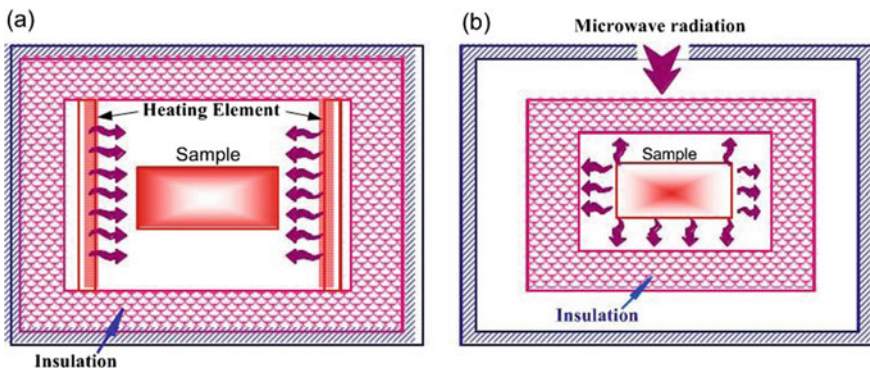 (a)
Heating Element
Sample
Insulation
(b)
Microwave radiation
Sample
Insulation